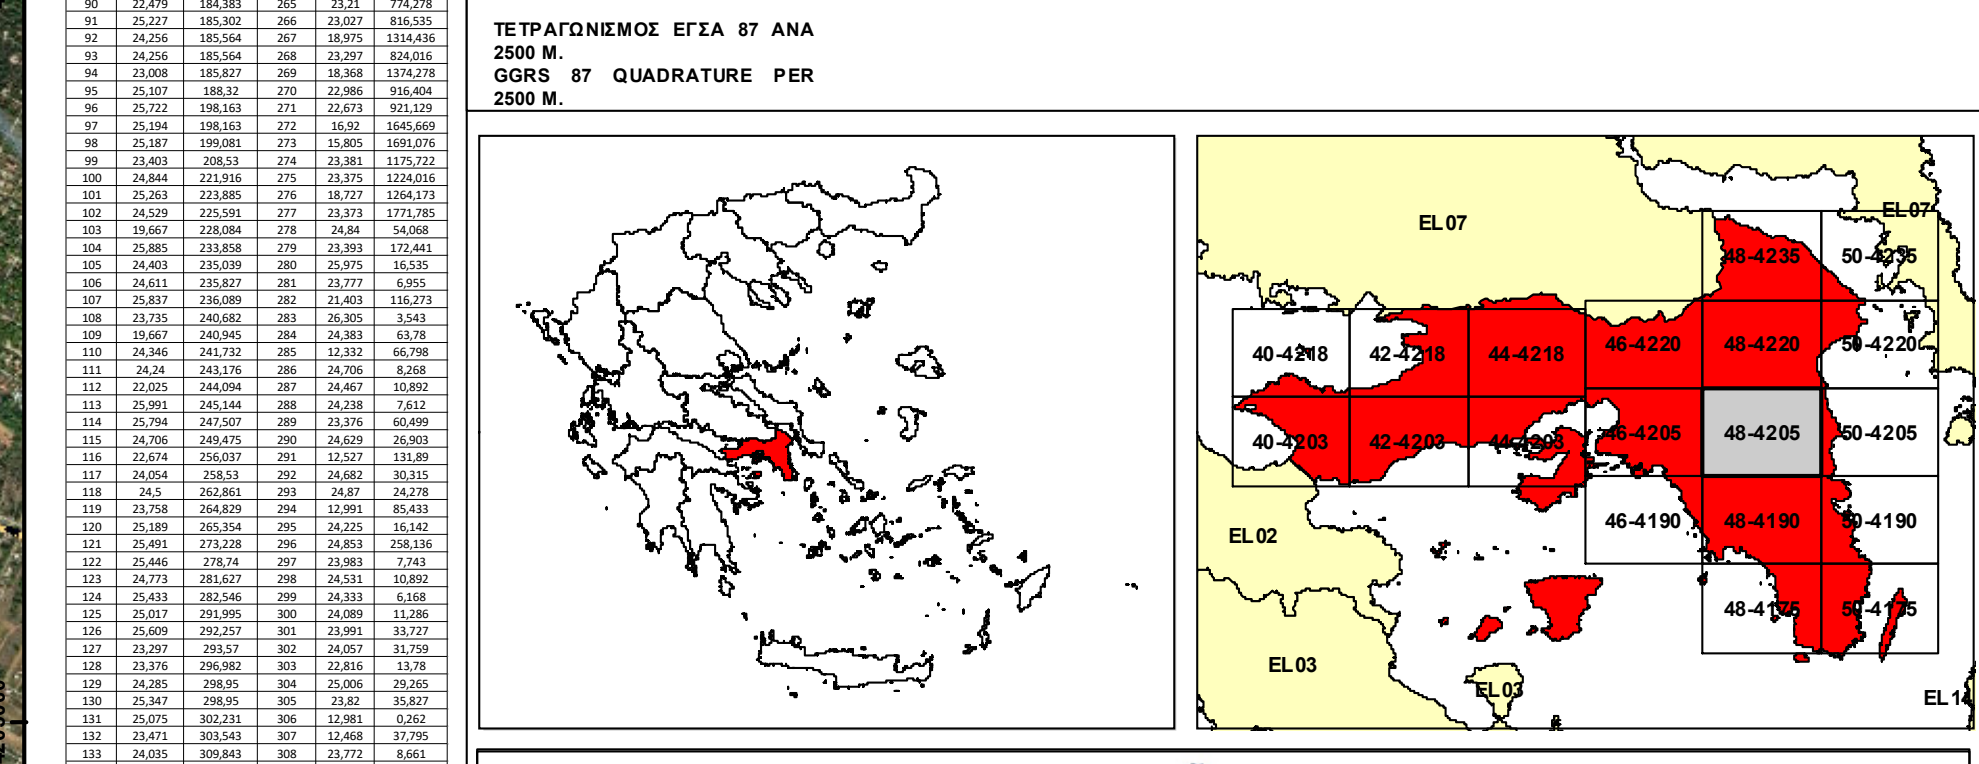 90 22,479 184,383 265 23,21 774,278
91 25,227 185,302 266 23,027 816,535
92 24,256 185,564 267 18,975 1314,436
93 24,256 185,564 268 23,297 824,016
94 23,008 185,827 269 18,368 1374,278
95 25,107 188,32 270 22,986 916,404
96 25,722 198,163 271 22,673 921,129
97 25,194 198,163 272 16,92 1645,669
98 25,187 199,081 273 15,805 1691,076
99 23,403 208,53 274 23,381 1175,722
100 24,844 221,916 275 23,375 1224,016
101 25,263 223,885 276 18,727 1264,173
102 24,529 225,591 277 23,373 1771,785
103 19,667 228,084 278 24,84 54,068
104 25,885 233,858 279 23,393 172,441
105 24,403 235,039 280 25,975 16,535
106 24,611 235,827 281 23,777 6,955
107 25,837 236,089 282 21,403 116,273
108 23,735 240,682 283 26,305 3,543
109 19,667 240,945 284 24,383 63,78
110 24,346 241,732 285 12,332 66,798
111 24,24 243,176 286 24,706 8,268
112 22,025 244,094 287 24,467 10,892
113 25,991 245,144 288 24,238 7,612
114 25,794 247,507 289 23,376 60,499
115 24,706 249,475 290 24,629 26,903
116 22,674 256,037 291 12,527 131,89
117 24,054 258,53 292 24,682 30,315
118 24,5 262,861 293 24,87 24,278
119 23,758 264,829 294 12,991 85,433
120 25,189 265,354 295 24,225 16,142
121 25,491 273,228 296 24,853 258,136
122 25,446 278,74 297 23,983 7,743
123 24,773 281,627 298 24,531 10,892
124 25,433 282,546 299 24,333 6,168
125 25,017 291,995 300 24,089 11,286
126 25,609 292,257 301 23,991 33,727
127 23,297 293,57 302 24,057 31,759
128 23,376 296,982 303 22,816 13,78
129 24,285 298,95 304 25,006 29,265
130 25,347 298,95 305 23,82 35,827
131 25,075 302,231 306 12,981 0,262
132 23,471 303,543 307 12,468 37,795
133 24,035 309,843 308 23,772 8,661
ΤΕΤΡΑΓΩΝΙΣΜΟΣ ΕΓΣΑ 87 ΑΝΑ
2500 Μ.
GGRS 87 QUADRATURE PER
2500 M.
EL07 EL07
48-4235 50-4235
40-4218 42-4218 44-4218 46-4220 48-4220 50-4220
40-4203 42-4203 44-4203 46-4205 48-4205 50-4205
46-4190 48-4190 50-4190
EL02
48-4175 50-4175
EL03
EL03
EL14